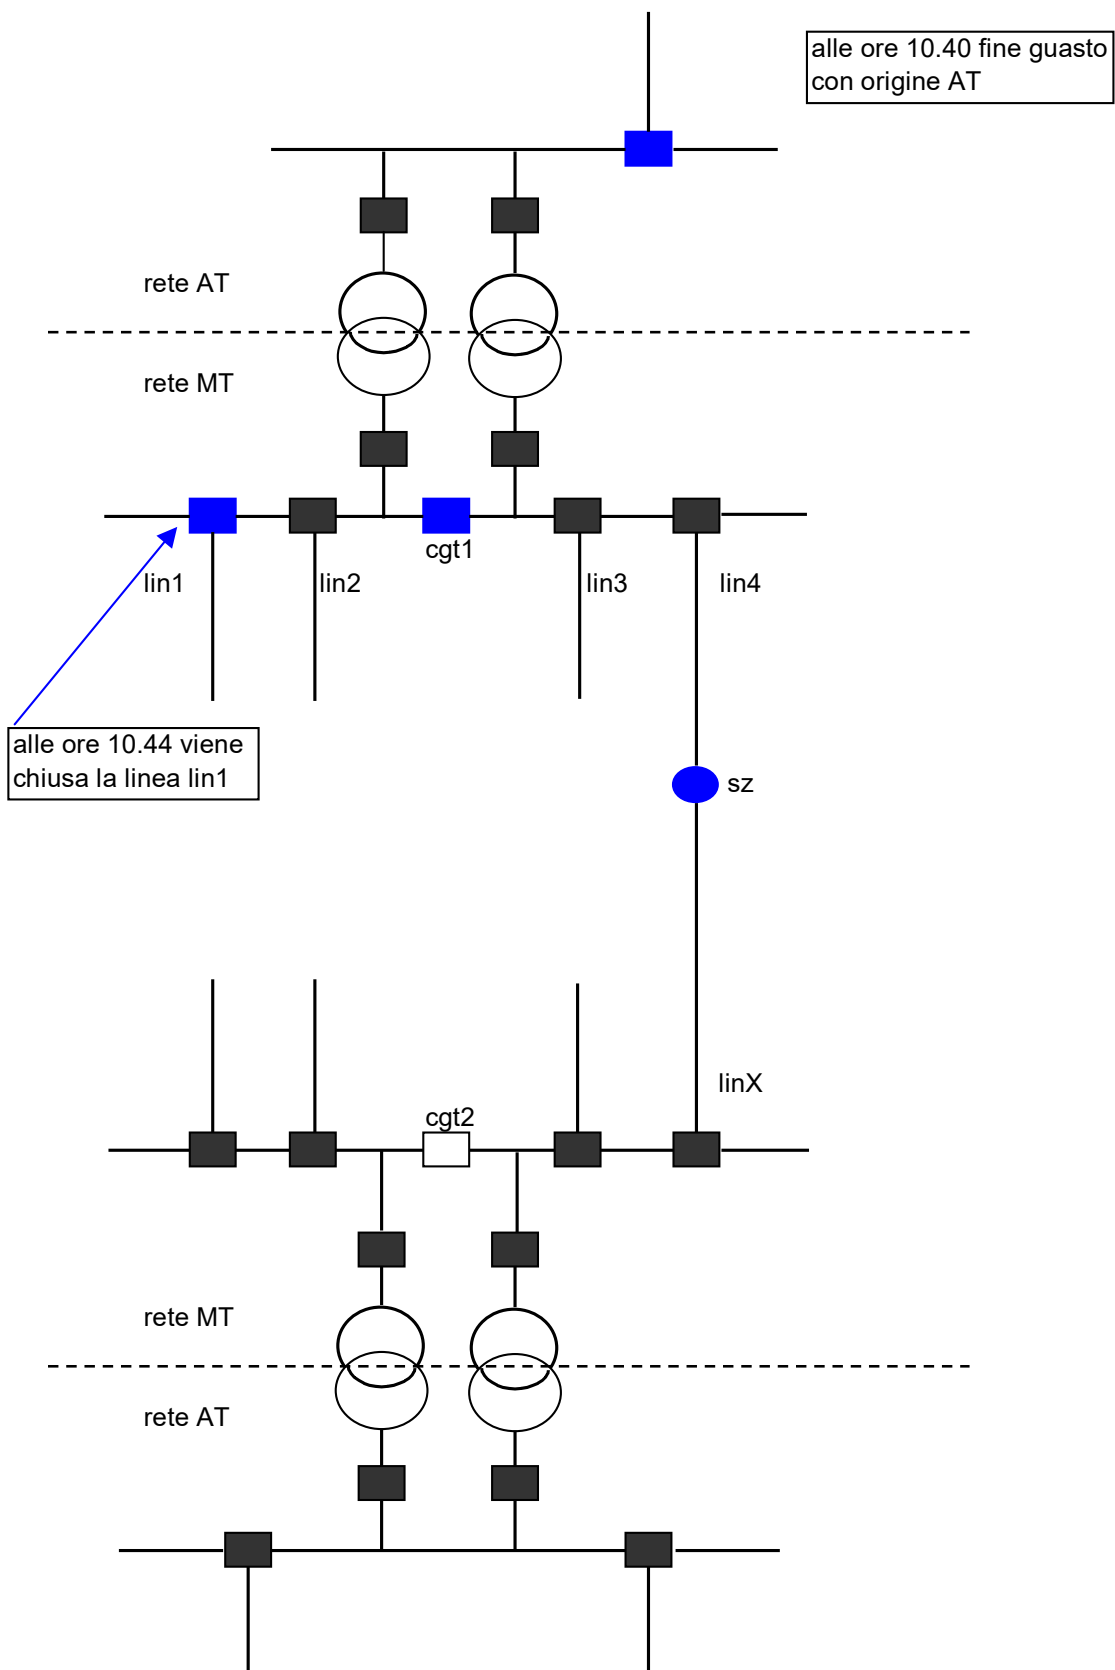 alle ore 10.40 fine guasto
con origine AT
rete AT
rete MT
cgt1
lin1
lin2
lin3
lin4
alle ore 10.44 viene
chiusa la linea lin1
sz
linX
cgt2
rete MT
rete AT